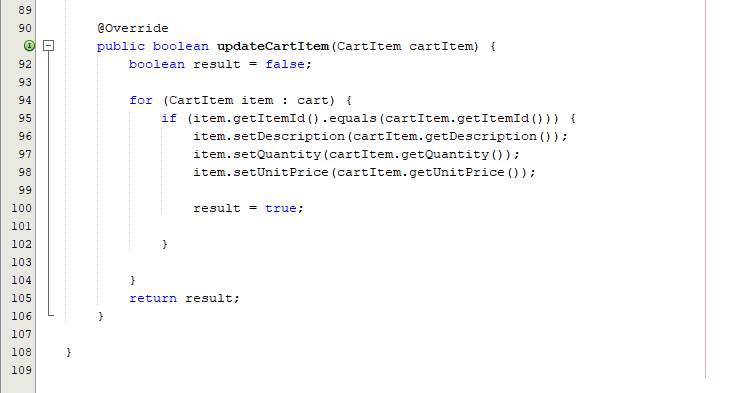 89
90 @Override
public boolean updateCartItem(CartItem cartItem) {
92 boolean result = false;
93
94 for (CartItem item : cart) {
95 if (item.getItemId().equals(cartItem.getItemId())) {
96 item.setDescription(cartItem.getDescription());
97 item.setQuantity(cartItem.getQuantity());
98 item.setUnitPrice(cartItem.getUnitPrice());
99
100 result = true;
101
102 }
103
104 }
105 return result;
106 }
107
108 }
109